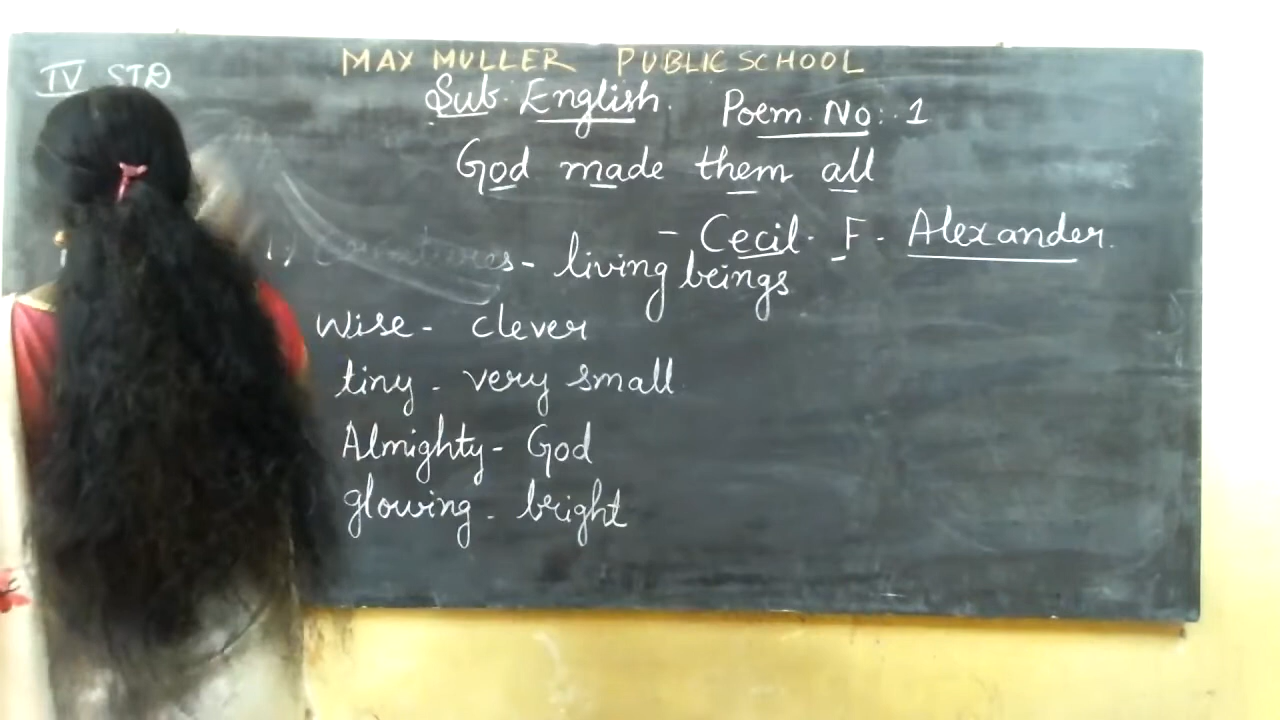 MAX MULLER PUBLIC SCHOOL
IV STD
Sub. English. Poem No: 1
God made them all
- Cecil. F. Alexander.
1) Creatures - living beings
Wise - clever
tiny - very small
Almighty - God
glowing - bright